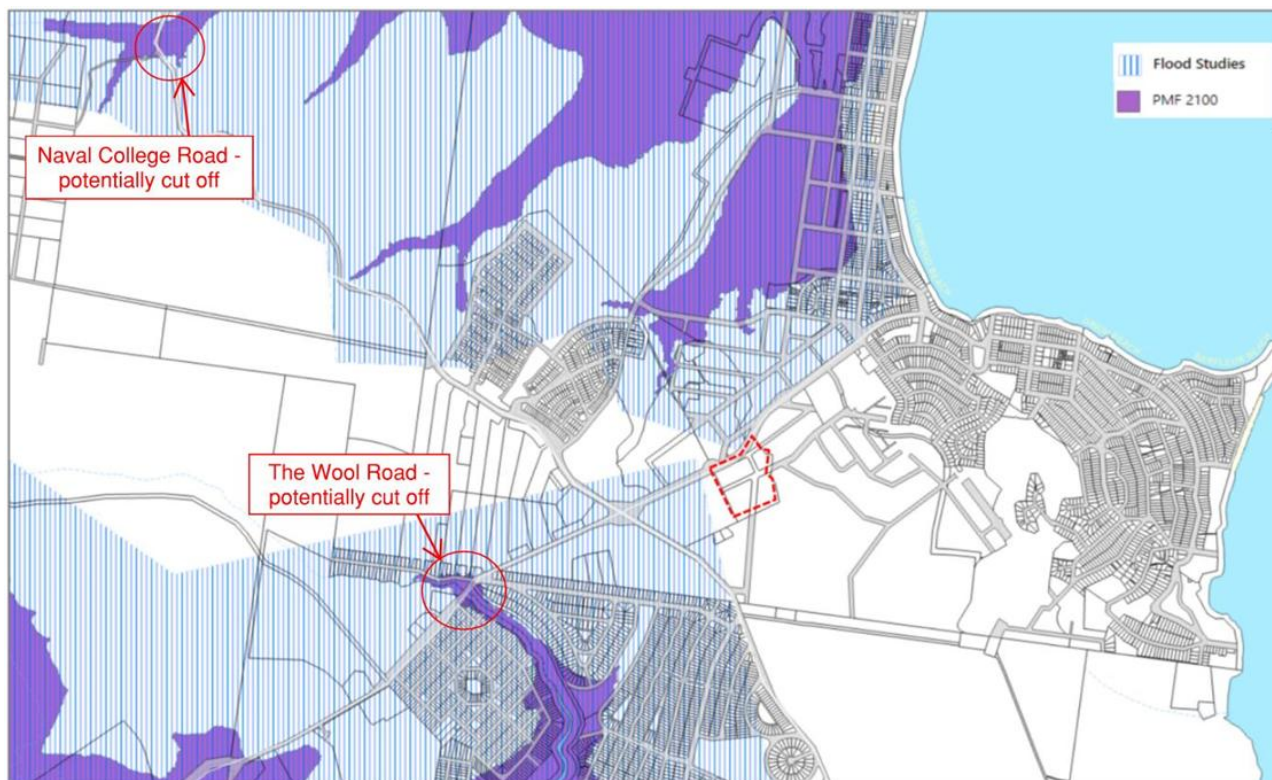 Flood Studies
PMF 2100
Naval College Road -
potentially cut off
The Wool Road -
potentially cut off